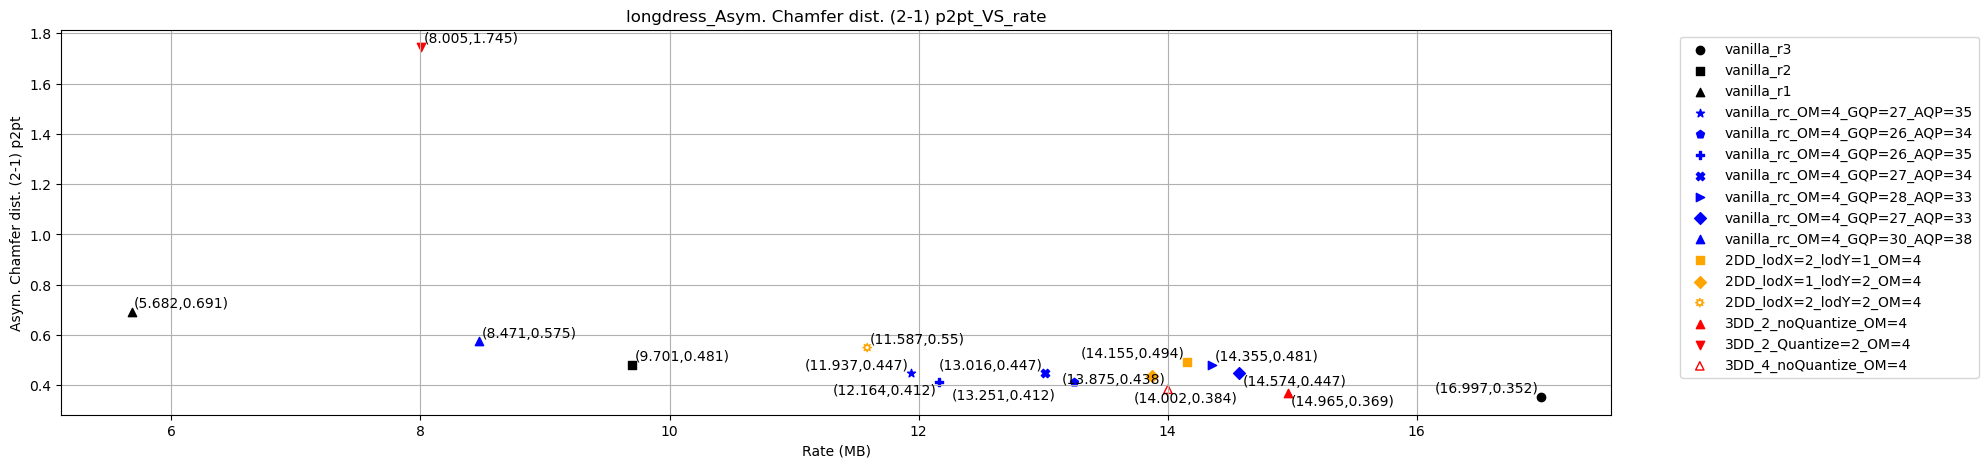 longdress_Asym. Chamfer dist. (2-1) p2pt_VS_rate
Asym. Chamfer dist. (2-1) p2pt
1.8
1.6
1.4
1.2
1.0
0.8
0.6
0.4
(8.005,1.745)
(5.682,0.691)
(8.471,0.575)
(9.701,0.481)
(11.587,0.55)
(11.937,0.447)
(12.164,0.412)
(13.016,0.447)
(13.251,0.412)
(14.155,0.494)
(13.875,0.438)
(14.002,0.384)
(14.355,0.481)
(14.574,0.447)
(14.965,0.369)
(16.997,0.352)
6
8
10
12
14
16
Rate (MB)
vanilla_r3
vanilla_r2
vanilla_r1
vanilla_rc_OM=4_GQP=27_AQP=35
vanilla_rc_OM=4_GQP=26_AQP=34
vanilla_rc_OM=4_GQP=26_AQP=35
vanilla_rc_OM=4_GQP=27_AQP=34
vanilla_rc_OM=4_GQP=28_AQP=33
vanilla_rc_OM=4_GQP=27_AQP=33
vanilla_rc_OM=4_GQP=30_AQP=38
2DD_lodX=2_lodY=1_OM=4
2DD_lodX=1_lodY=2_OM=4
2DD_lodX=2_lodY=2_OM=4
3DD_2_noQuantize_OM=4
3DD_2_Quantize=2_OM=4
3DD_4_noQuantize_OM=4